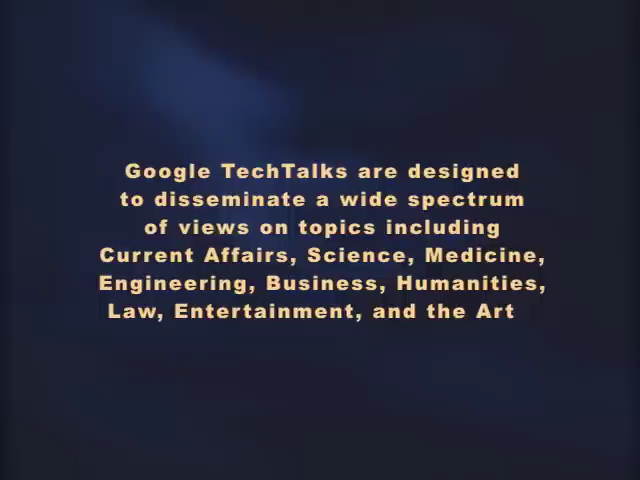 Google TechTalks are designed
to disseminate a wide spectrum
of views on topics including
Current Affairs, Science, Medicine,
Engineering, Business, Humanities,
Law, Entertainment, and the Art